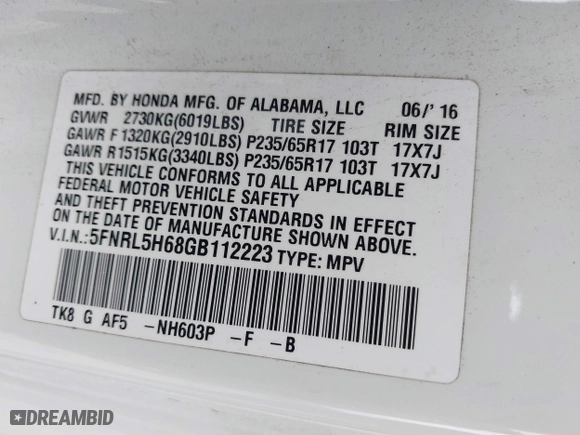 MFD. BY HONDA MFG. OF ALABAMA, LLC 06/' 16
GVWR 2730KG(6019LBS) TIRE SIZE RIM SIZE
GAWR F 1320KG(2910LBS) P235/65R17 103T 17X7J
GAWR R1515KG(3340LBS) P235/65R17 103T 17X7J
THIS VEHICLE CONFORMS TO ALL APPLICABLE
FEDERAL MOTOR VEHICLE SAFETY
AND THEFT PREVENTION STANDARDS IN EFFECT
ON THE DATE OF MANUFACTURE SHOWN ABOVE.
V.I.N.:5FNRL5H68GB112223 TYPE: MPV
TK8 G AF5 -NH603P -F -B
DREAMBID